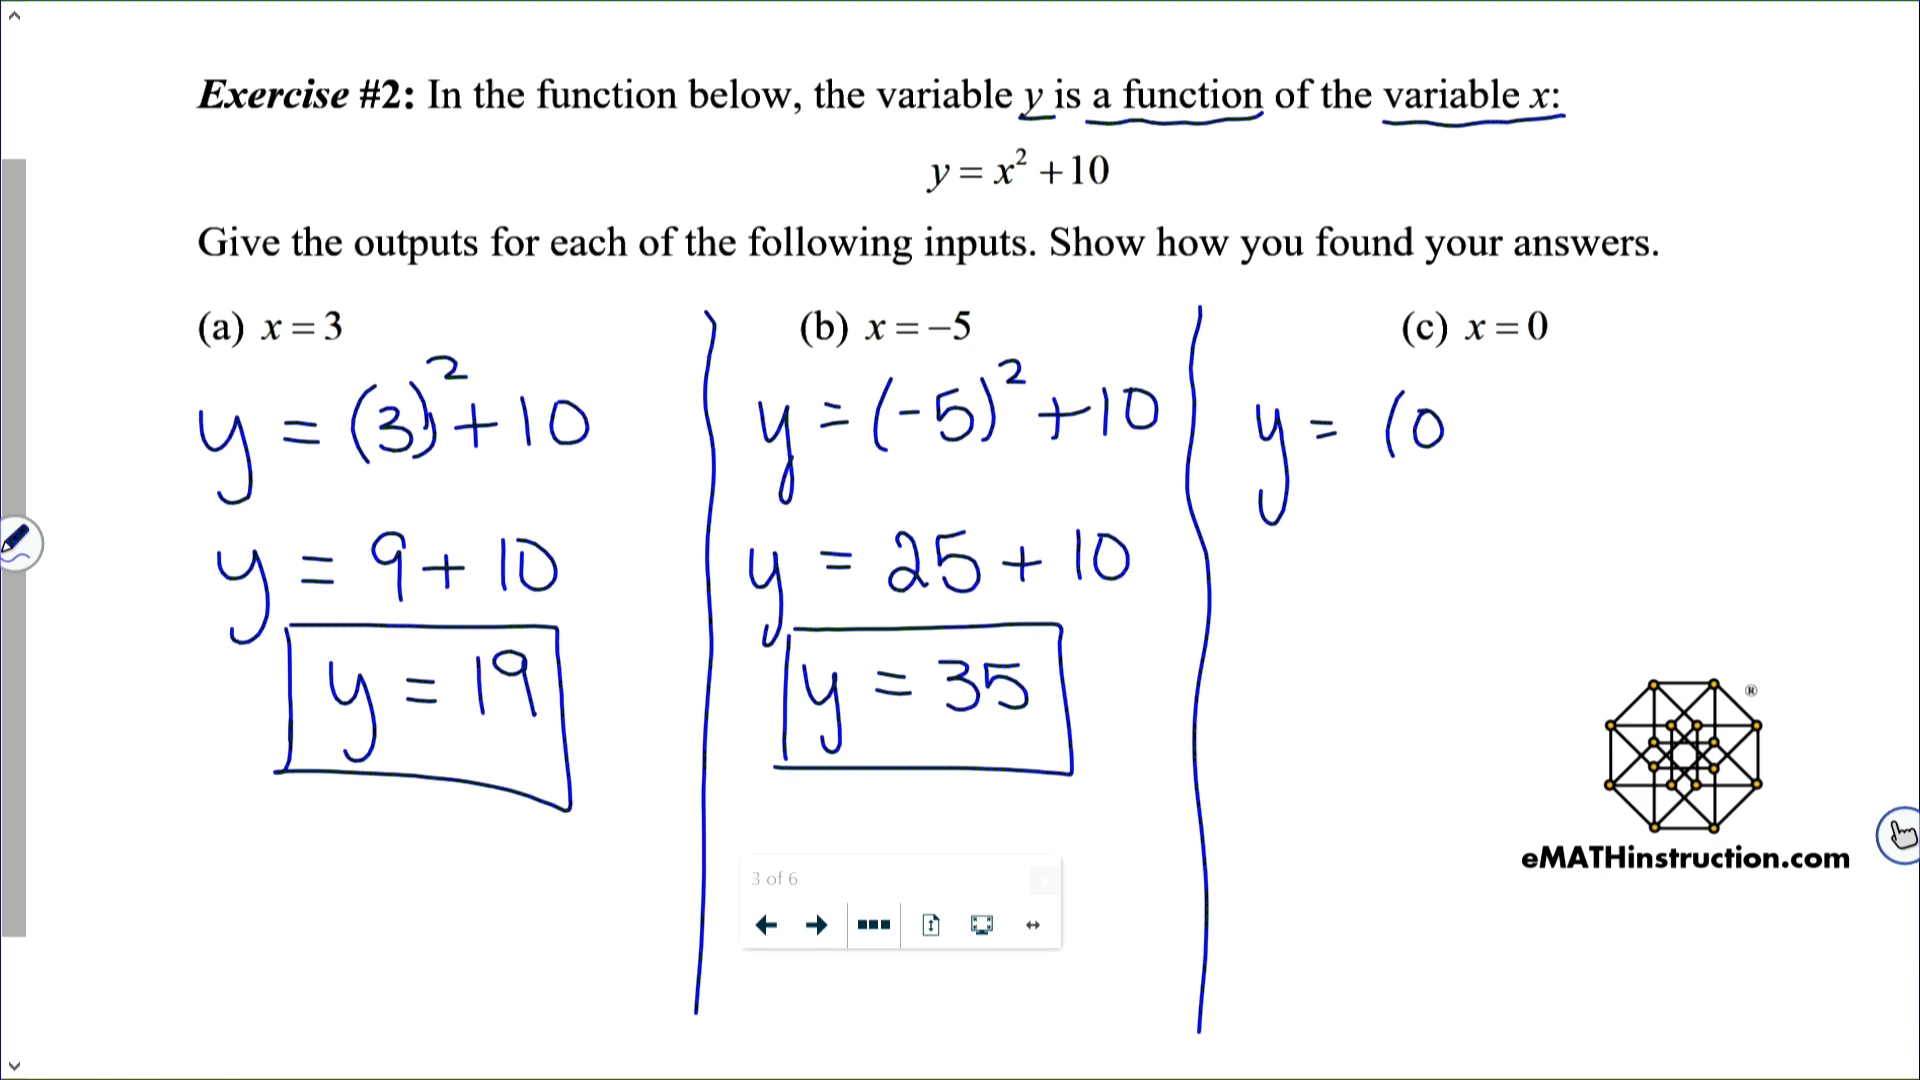 Exercise #2: In the function below, the variable y is a function of the variable x:
y = x² + 10
Give the outputs for each of the following inputs. Show how you found your answers.
(a) x = 3
y = (3)² + 10
y = 9 + 10
y = 19
(b) x = –5
y = (-5)² + 10
y = 25 + 10
y = 35
(c) x = 0
y = (0
®
eMATHinstruction.com
3 of 6